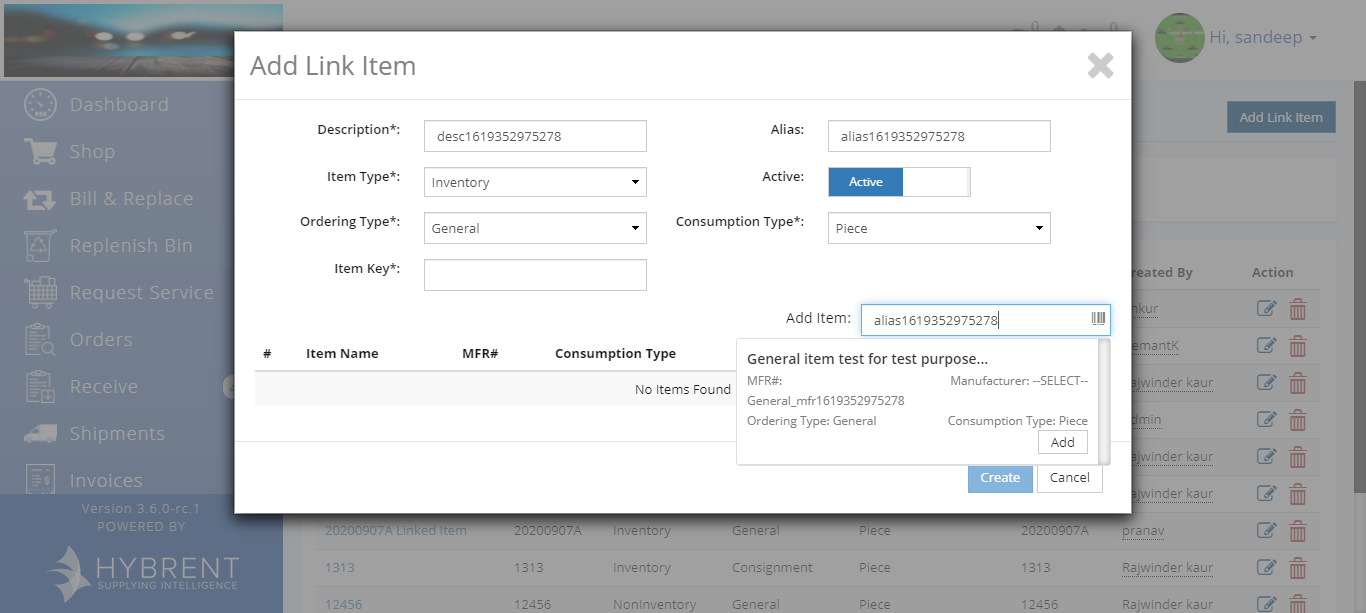 0
0
Hi, sandeep
Add Link Item
Dashboard
Shop
Bill & Replace
Replenish Bin
Request Service
Orders
Receive
Shipments
Invoices
Version 3.6.0-rc.1
POWERED BY
HYBRENT
SUPPLYING INTELLIGENCE
Add Link Item
Description*: desc1619352975278 Alias: alias1619352975278
Item Type*: Inventory Active: Active
Ordering Type*: General Consumption Type*: Piece
Item Key*:
Add Item: alias1619352975278
# Item Name MFR# Consumption Type
No Items Found
General item test for test purpose...
MFR#: Manufacturer: --SELECT--
General_mfr1619352975278
Ordering Type: General Consumption Type: Piece
Add
Create Cancel
reated By Action
nkur
emantK
ajwinder kaur
dmin
ajwinder kaur
ajwinder kaur
20200907A Linked Item 20200907A Inventory General Piece 20200907A pranav
1313 1313 Inventory Consignment Piece 1313 Rajwinder kaur
12456 12456 NonInventory General Piece 12456 Rajwinder kaur